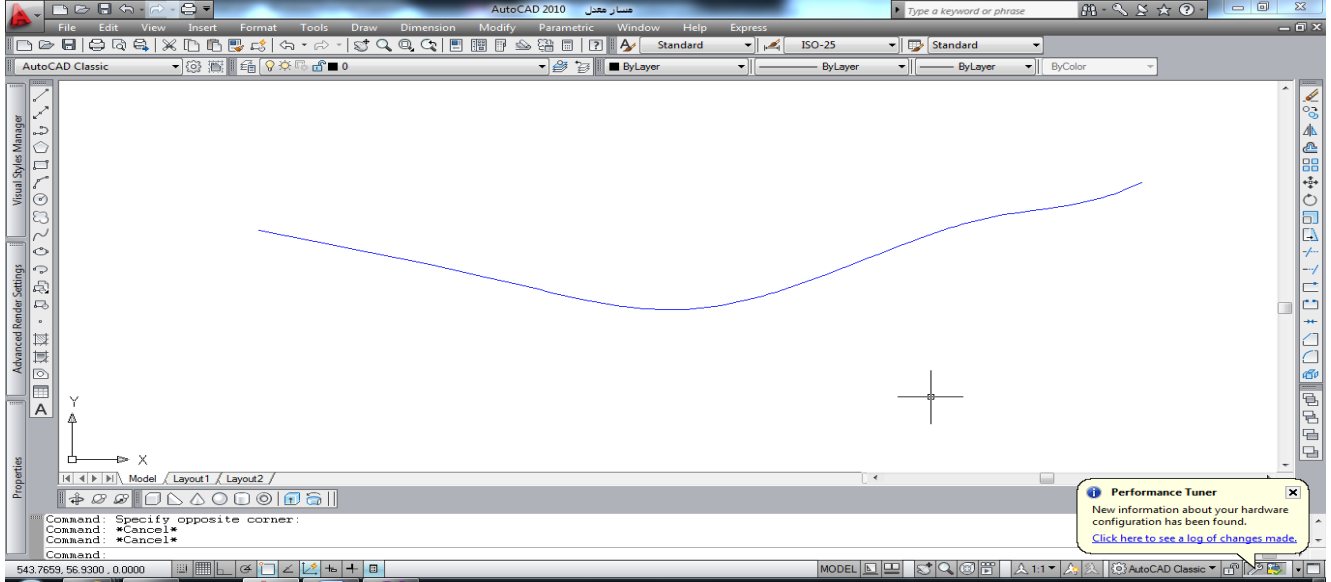 AutoCAD 2010 مسار معدل
Type a keyword or phrase
File Edit View Insert Format Tools Draw Dimension Modify Parametric Window Help Express
Standard ISO-25 Standard
AutoCAD Classic 0 ByLayer ByLayer ByLayer ByColor
Visual Styles Manager
Advanced Render Settings
Properties
A
Y
X
Model Layout1 Layout2
Command: Specify opposite corner:
Command: *Cancel*
Command: *Cancel*
Command:
Performance Tuner
New information about your hardware
configuration has been found.
Click here to see a log of changes made.
543.7659, 56.9300 , 0.0000 MODEL 1:1 AutoCAD Classic